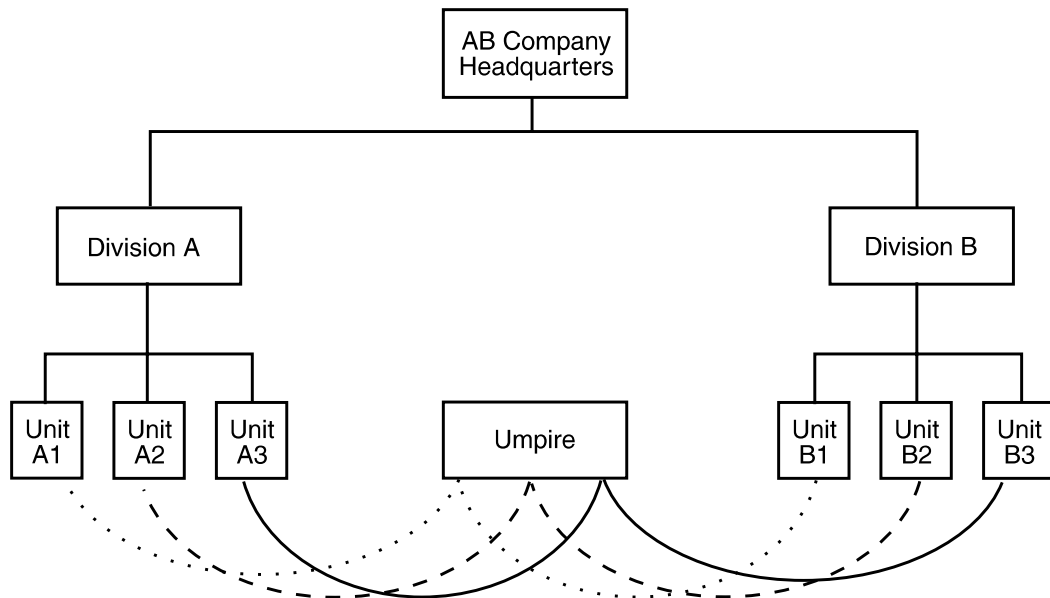 AB Company
Headquarters
Division A
Division B
Unit
A1
Unit
A2
Unit
A3
Umpire
Unit
B1
Unit
B2
Unit
B3